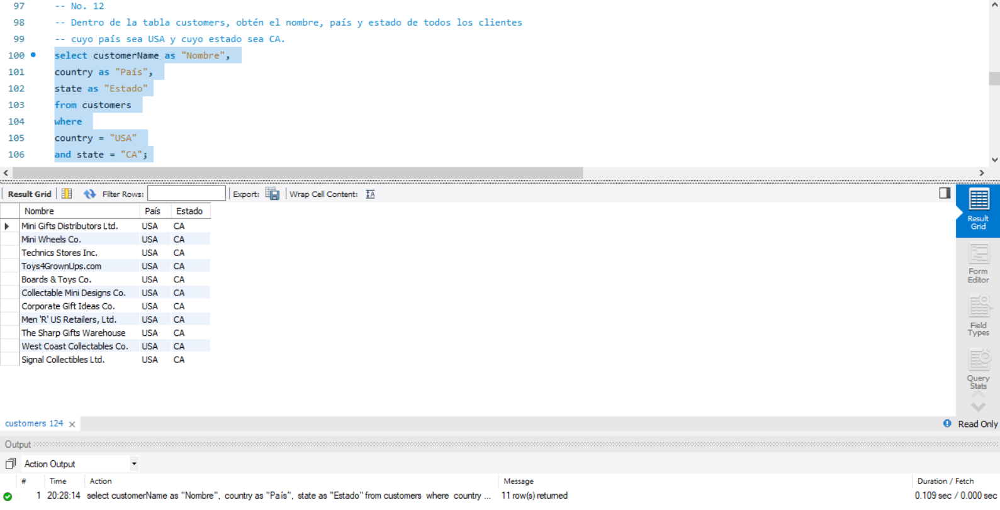 97 -- No. 12
98 -- Dentro de la tabla customers, obtén el nombre, país y estado de todos los clientes
99 -- cuyo país sea USA y cuyo estado sea CA.
100 select customerName as "Nombre",
101 country as "País",
102 state as "Estado"
103 from customers
104 where
105 country = "USA"
106 and state = "CA";
Result Grid Filter Rows: Export: Wrap Cell Content:
Nombre País Estado
Mini Gifts Distributors Ltd. USA CA
Mini Wheels Co. USA CA
Technics Stores Inc. USA CA
Toys4GrownUps.com USA CA
Boards & Toys Co. USA CA
Collectable Mini Designs Co. USA CA
Corporate Gift Ideas Co. USA CA
Men 'R' US Retailers, Ltd. USA CA
The Sharp Gifts Warehouse USA CA
West Coast Collectables Co. USA CA
Signal Collectibles Ltd. USA CA
Result
Grid
Form
Editor
Field
Types
Query
Stats
customers 124 Read Only
Output
Action Output
# Time Action Message Duration / Fetch
1 20:28:14 select customerName as "Nombre", country as "País", state as "Estado" from customers where country ... 11 row(s) returned 0.109 sec / 0.000 sec